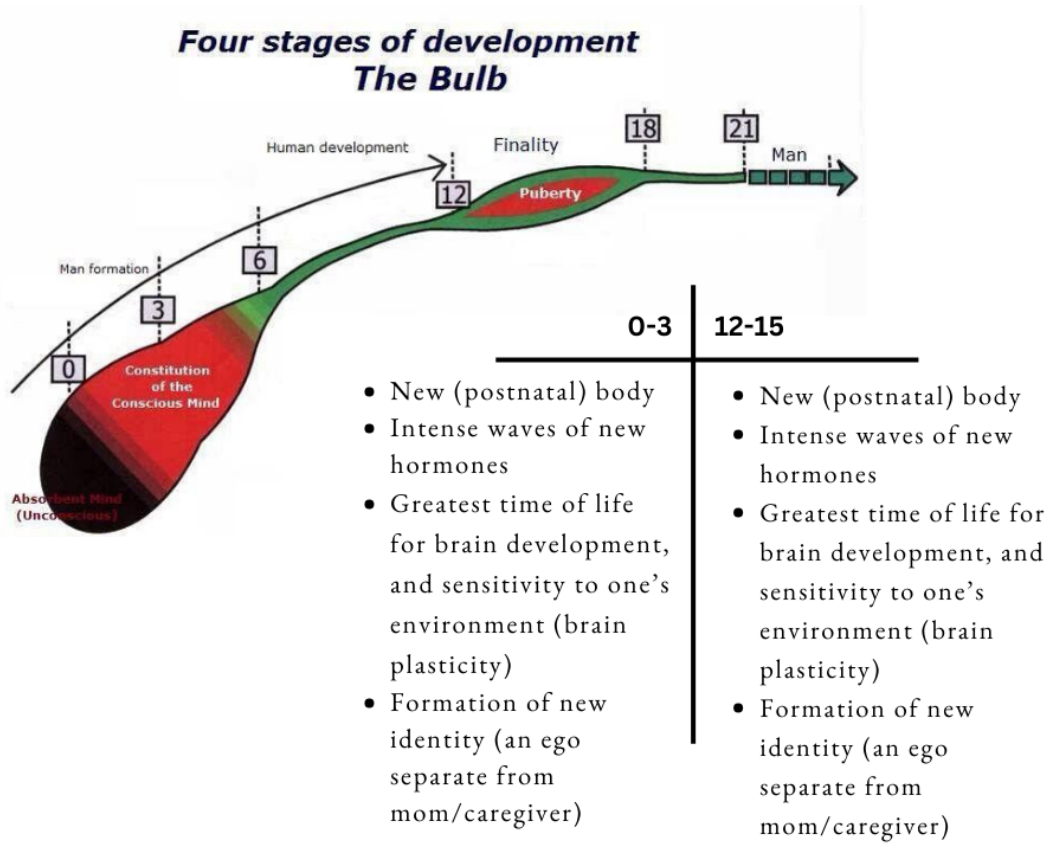 Four stages of development
The Bulb
Human development
Finality
18
21
Man
12
Puberty
Man formation
6
3
0
Constitution
of the
Conscious Mind
Absorbent Mind
(Unconscious)
0-3
• New (postnatal) body
• Intense waves of new
hormones
• Greatest time of life
for brain development,
and sensitivity to one’s
environment (brain
plasticity)
• Formation of new
identity (an ego
separate from
mom/caregiver)
12-15
• New (postnatal) body
• Intense waves of new
hormones
• Greatest time of life for
brain development, and
sensitivity to one’s
environment (brain
plasticity)
• Formation of new
identity (an ego
separate from
mom/caregiver)